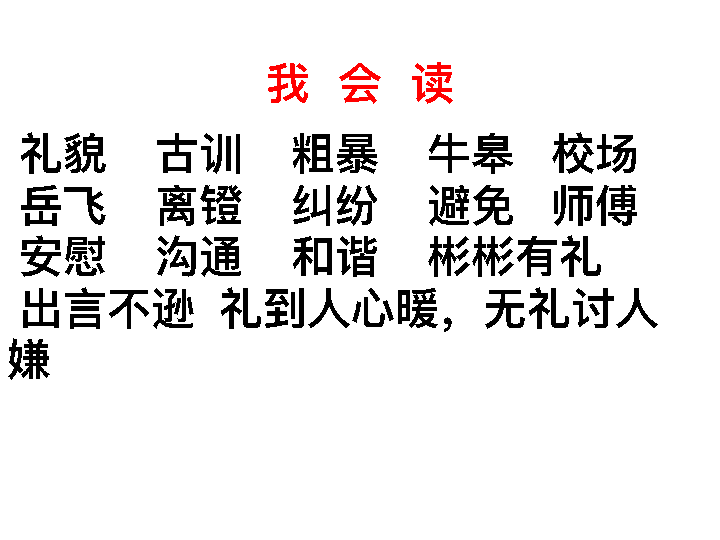 我 会 读
礼貌 古训 粗暴 牛皋 校场
岳飞 离镫 纠纷 避免 师傅
安慰 沟通 和谐 彬彬有礼
出言不逊 礼到人心暖，无礼讨人
嫌